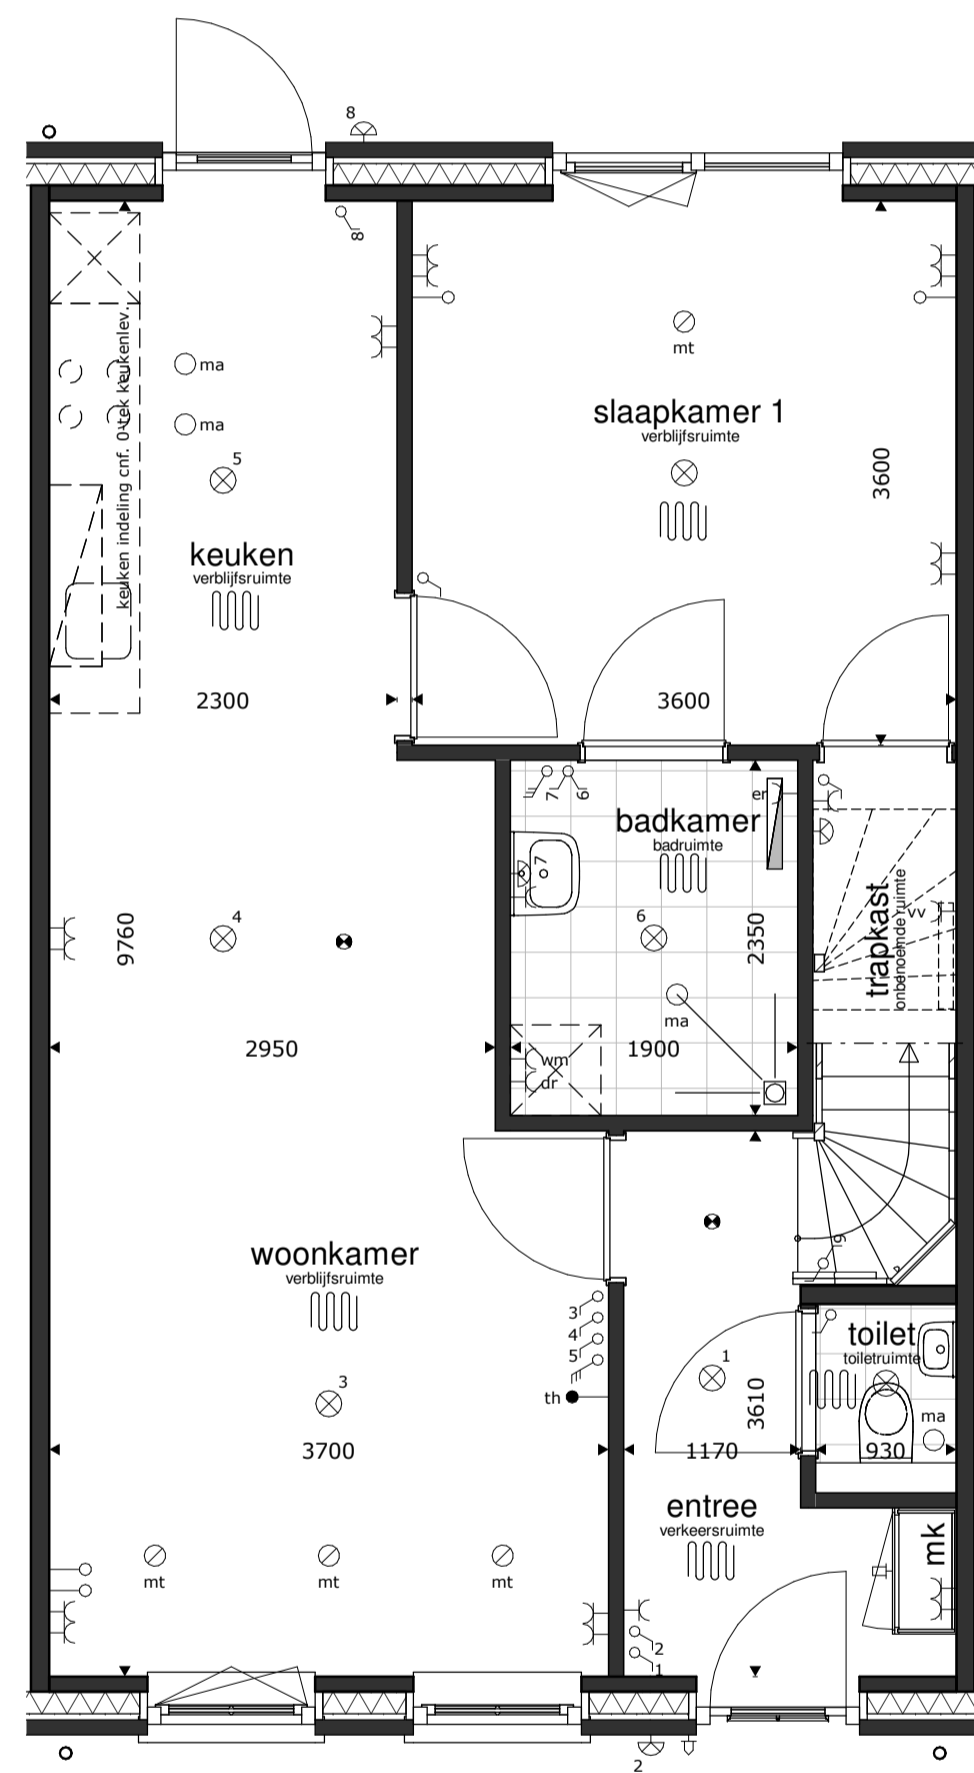 8
8
ma
mt
ma
slaapkamer 1
verblijfsruimte
5
3600
keuken indeling cnf. 0-tek keukenlev.
keuken
verblijfsruimte
2300
3600
7
6
er
badkamer
badruimte
7
trapkast
onbenoemde ruimte
vv
4
9760
6
2350
ma
2950
wm
1900
dr
woonkamer
verblijfsruimte
9
3
4
5
toilet
toiletruimte
1
3
th
3610
ma
3700
1170
930
entree
verkeersruimte
mk
mt
mt
mt
2
1
2